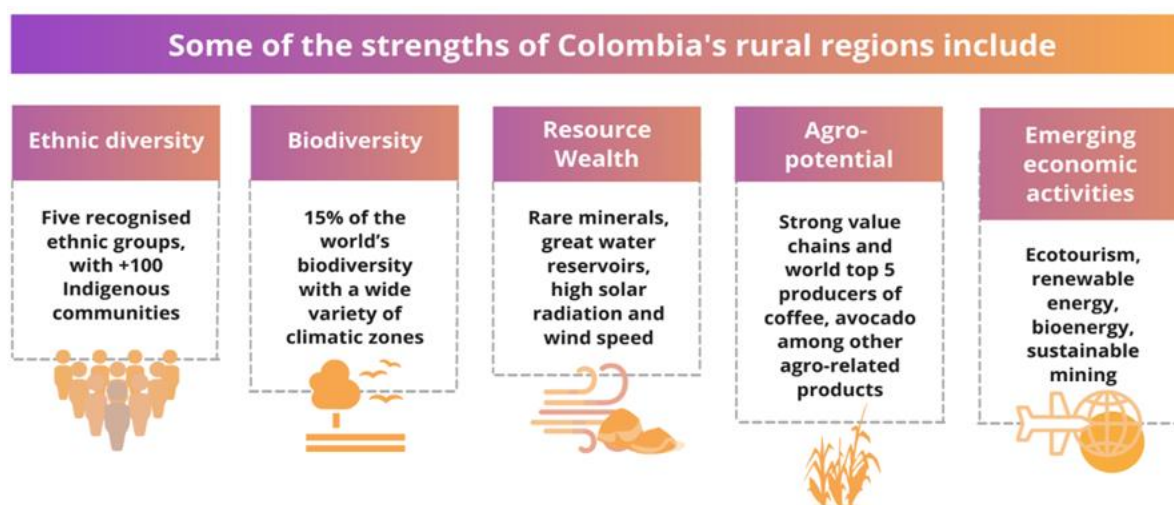 Some of the strengths of Colombia's rural regions include
Ethnic diversity
Five recognised
ethnic groups,
with +100
Indigenous
communities
Biodiversity
15% of the
world's
biodiversity
with a wide
variety of
climatic zones
Resource
Wealth
Rare minerals,
great water
reservoirs,
high solar
radiation and
wind speed
Agro-
potential
Strong value
chains and
world top 5
producers of
coffee, avocado
among other
agro-related
products
Emerging
economic
activities
Ecotourism,
renewable
energy,
bioenergy,
sustainable
mining